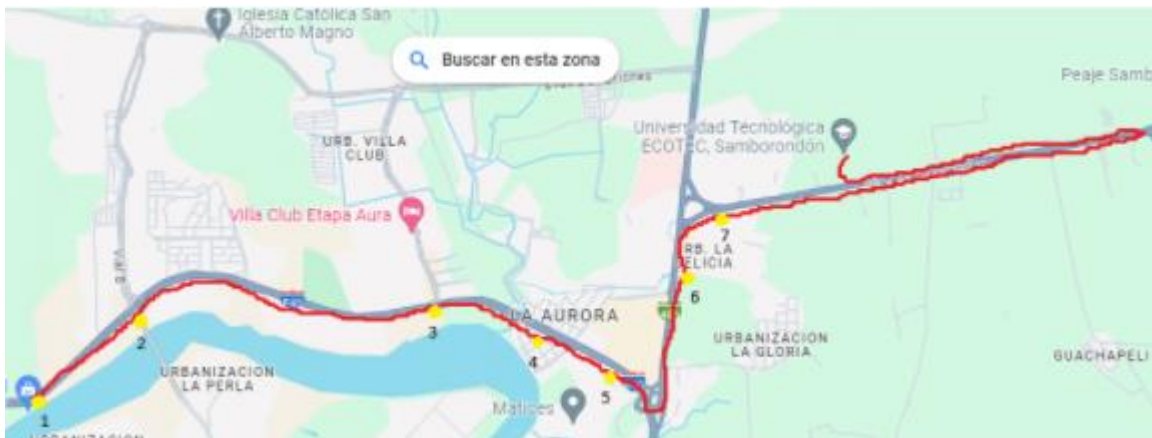 Iglesia Católica San
Alberto Magno
Buscar en esta zona
Peaje Samb
Universidad Tecnológica
ECOTEC, Samborondón
URB. VILLA
CLUB
Villa Club Etapa Aura
7
RB. LA
ELICIA
6
3
LA AURORA
4
2
URBANIZACION
LA GLORIA
GUACHAPELI
URBANIZACION
LA PERLA
5
Matices
1
URBANIZACION